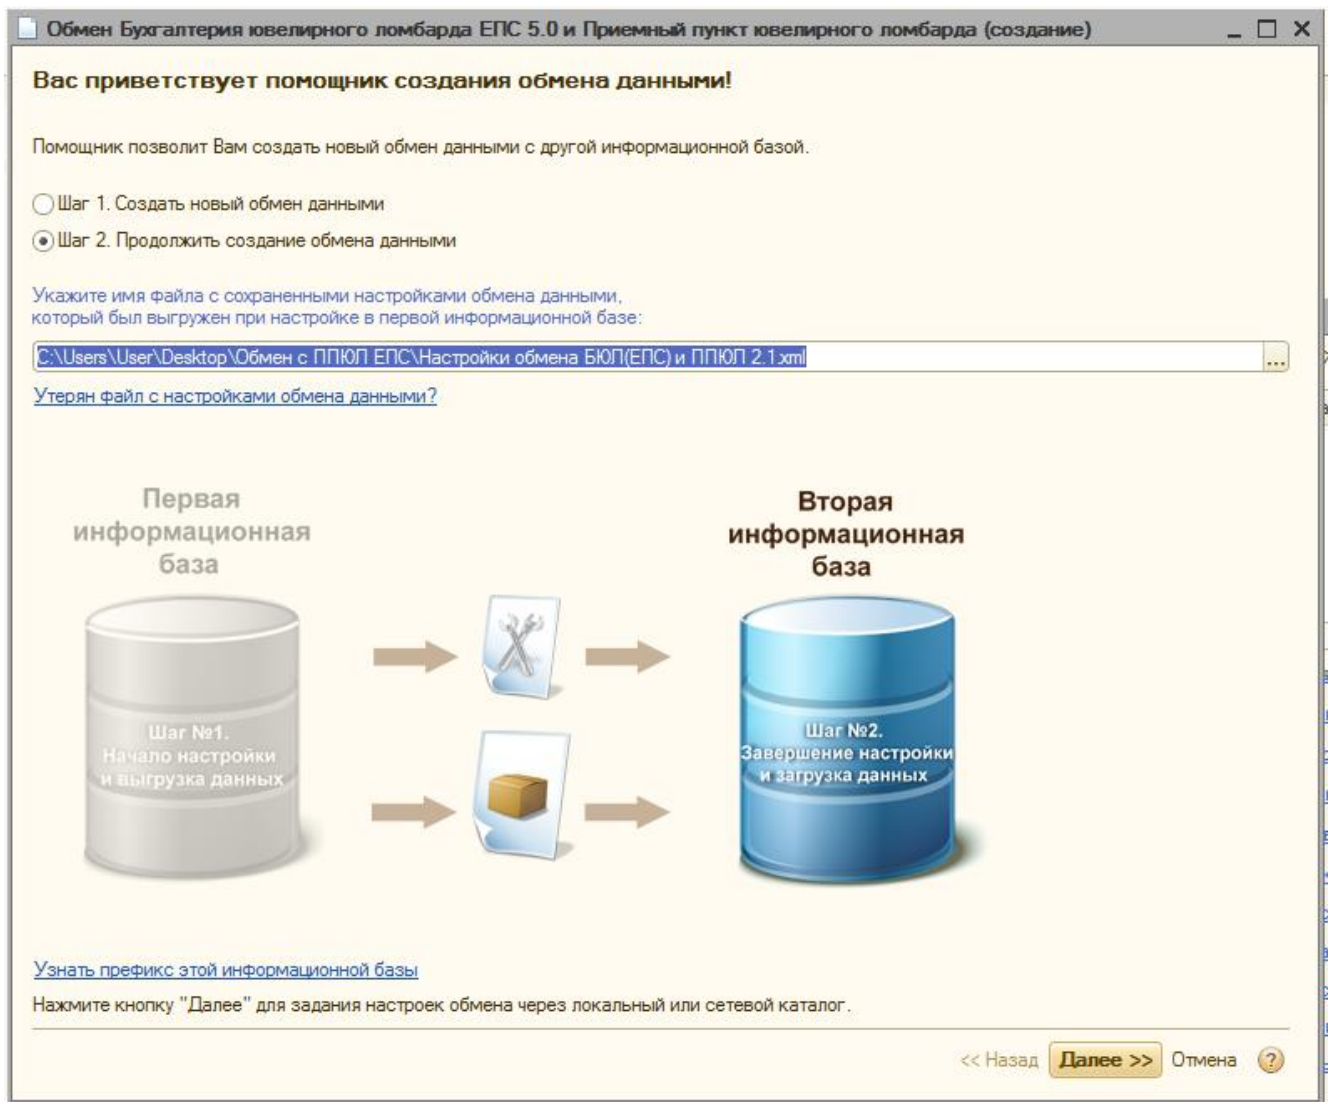 Обмен Бухгалтерия ювелирного ломбарда ЕПС 5.0 и Приемный пункт ювелирного ломбарда (создание)
Вас приветствует помощник создания обмена данными!
Помощник позволит Вам создать новый обмен данными с другой информационной базой.
Шаг 1. Создать новый обмен данными
Шаг 2. Продолжить создание обмена данными
Укажите имя файла с сохраненными настройками обмена данными,
который был выгружен при настройке в первой информационной базе:
C:\Users\User\Desktop\Обмен с ППЮЛ ЕПС\Настройки обмена БЮЛ(ЕПС) и ППЮЛ 2.1.xml
...
Утерян файл с настройками обмена данными?
Первая
информационная
база
Вторая
информационная
база
Шаг №1.
Начало настройки
и выгрузка данных
Шаг №2.
Завершение настройки
и загрузка данных
Узнать префикс этой информационной базы
Нажмите кнопку "Далее" для задания настроек обмена через локальный или сетевой каталог.
<< Назад Далее >> Отмена ?